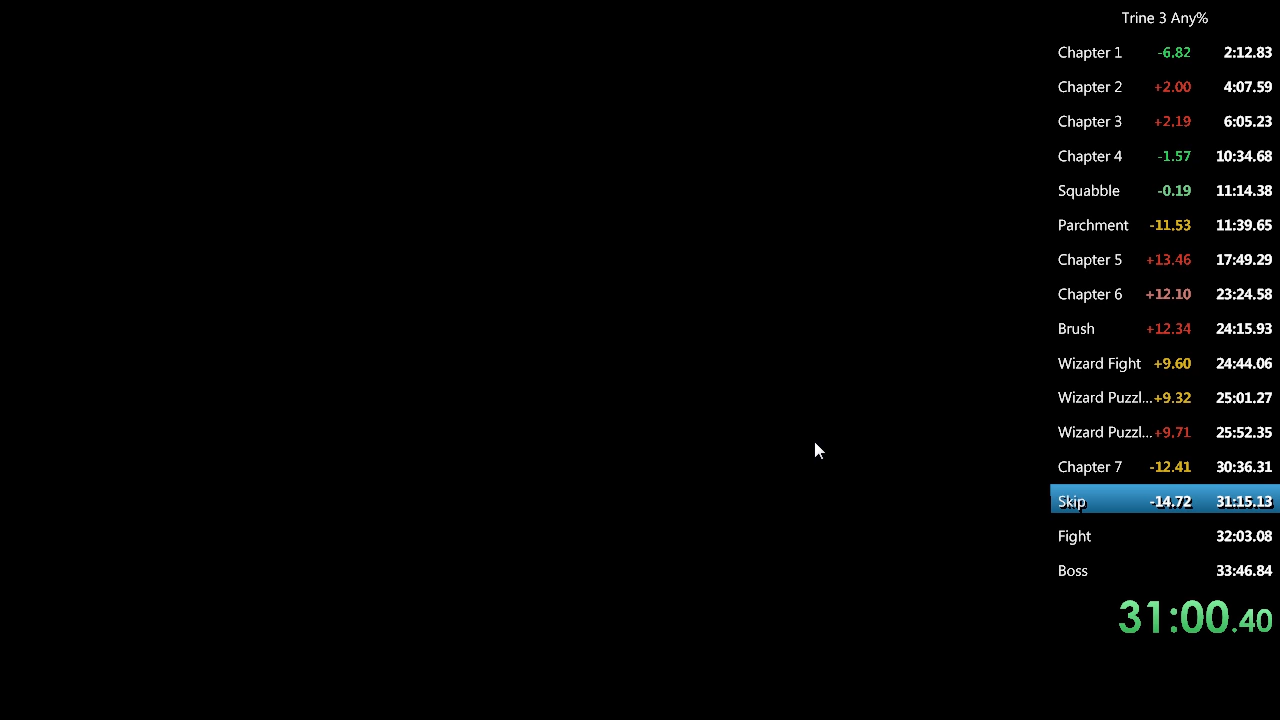 Trine 3 Any%
Chapter 1 -6.82 2:12.83
Chapter 2 +2.00 4:07.59
Chapter 3 +2.19 6:05.23
Chapter 4 -1.57 10:34.68
Squabble -0.19 11:14.38
Parchment -11.53 11:39.65
Chapter 5 +13.46 17:49.29
Chapter 6 +12.10 23:24.58
Brush +12.34 24:15.93
Wizard Fight +9.60 24:44.06
Wizard Puzzl... +9.32 25:01.27
Wizard Puzzl... +9.71 25:52.35
Chapter 7 -12.41 30:36.31
Skip -14.72 31:15.13
Fight 32:03.08
Boss 33:46.84
31:00.40